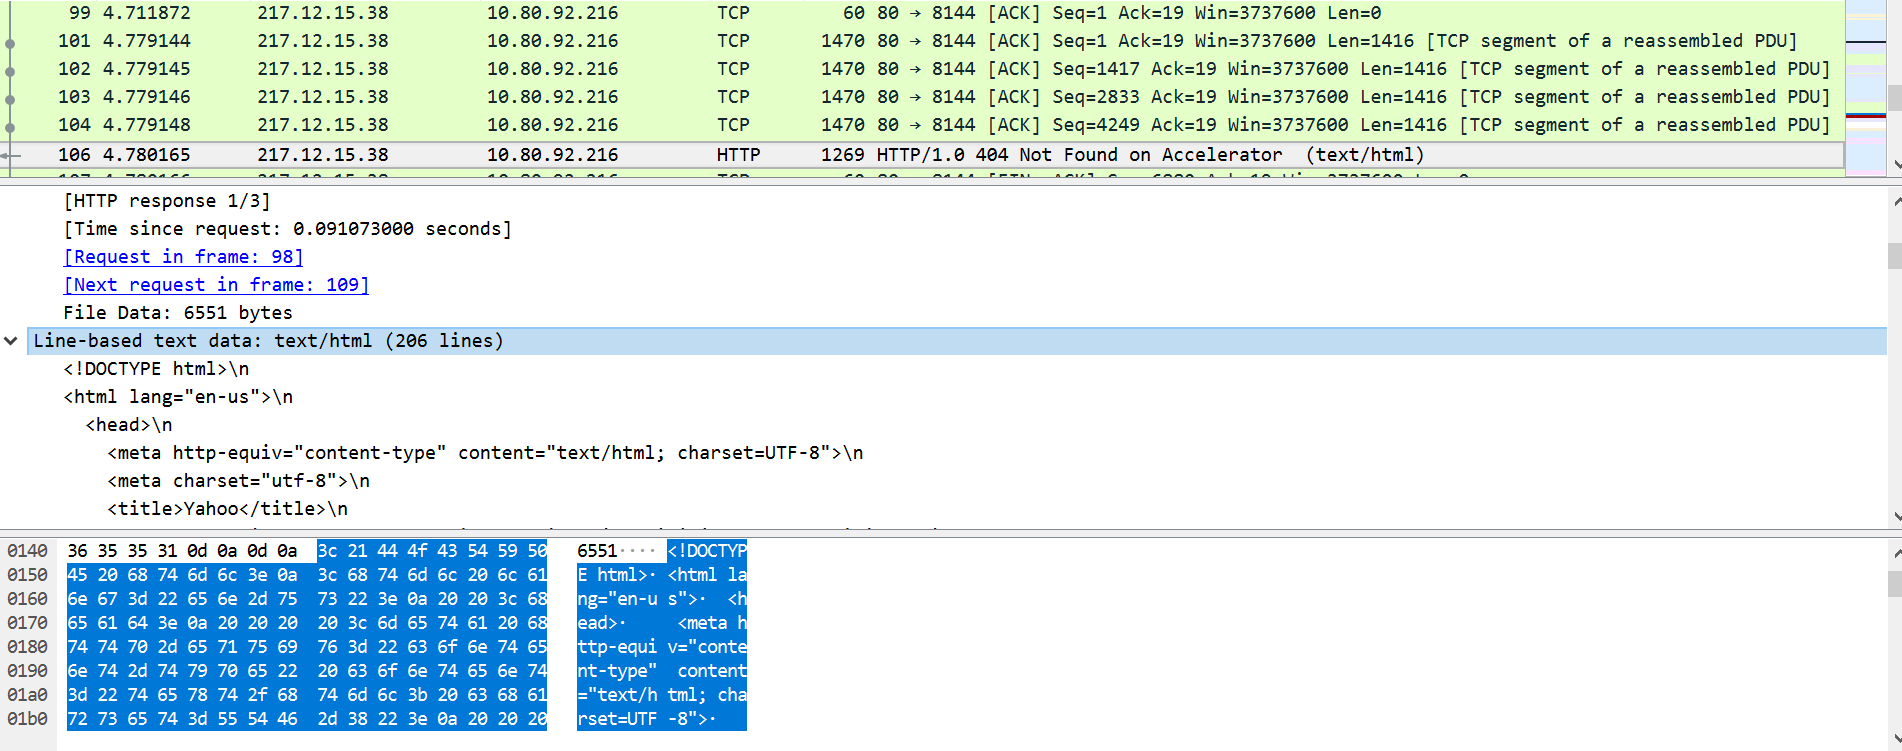 99 4.711872 217.12.15.38 10.80.92.216 TCP 60 80 → 8144 [ACK] Seq=1 Ack=19 Win=3737600 Len=0
101 4.779144 217.12.15.38 10.80.92.216 TCP 1470 80 → 8144 [ACK] Seq=1 Ack=19 Win=3737600 Len=1416 [TCP segment of a reassembled PDU]
102 4.779145 217.12.15.38 10.80.92.216 TCP 1470 80 → 8144 [ACK] Seq=1417 Ack=19 Win=3737600 Len=1416 [TCP segment of a reassembled PDU]
103 4.779146 217.12.15.38 10.80.92.216 TCP 1470 80 → 8144 [ACK] Seq=2833 Ack=19 Win=3737600 Len=1416 [TCP segment of a reassembled PDU]
104 4.779148 217.12.15.38 10.80.92.216 TCP 1470 80 → 8144 [ACK] Seq=4249 Ack=19 Win=3737600 Len=1416 [TCP segment of a reassembled PDU]
106 4.780165 217.12.15.38 10.80.92.216 HTTP 1269 HTTP/1.0 404 Not Found on Accelerator (text/html)
[HTTP response 1/3]
[Time since request: 0.091073000 seconds]
[Request in frame: 98]
[Next request in frame: 109]
File Data: 6551 bytes
Line-based text data: text/html (206 lines)
<!DOCTYPE html>\n
<html lang="en-us">\n
<head>\n
<meta http-equiv="content-type" content="text/html; charset=UTF-8">\n
<meta charset="utf-8">\n
<title>Yahoo</title>\n
0140 36 35 35 31 0d 0a 0d 0a 3c 21 44 4f 43 54 59 50 6551···· <!DOCTYP
0150 45 20 68 74 6d 6c 3e 0a 3c 68 74 6d 6c 20 6c 61 E html>· <html la
0160 6e 67 3d 22 65 6e 2d 75 73 22 3e 0a 20 20 3c 68 ng="en-u s">· <h
0170 65 61 64 3e 0a 20 20 20 20 3c 6d 65 74 61 20 68 ead>· <meta h
0180 74 74 70 2d 65 71 75 69 76 3d 22 63 6f 6e 74 65 ttp-equi v="conte
0190 6e 74 2d 74 79 70 65 22 20 63 6f 6e 74 65 6e 74 nt-type" content
01a0 3d 22 74 65 78 74 2f 68 74 6d 6c 3b 20 63 68 61 ="text/h tml; cha
01b0 72 73 65 74 3d 55 54 46 2d 38 22 3e 0a 20 20 20 rset=UTF -8">·